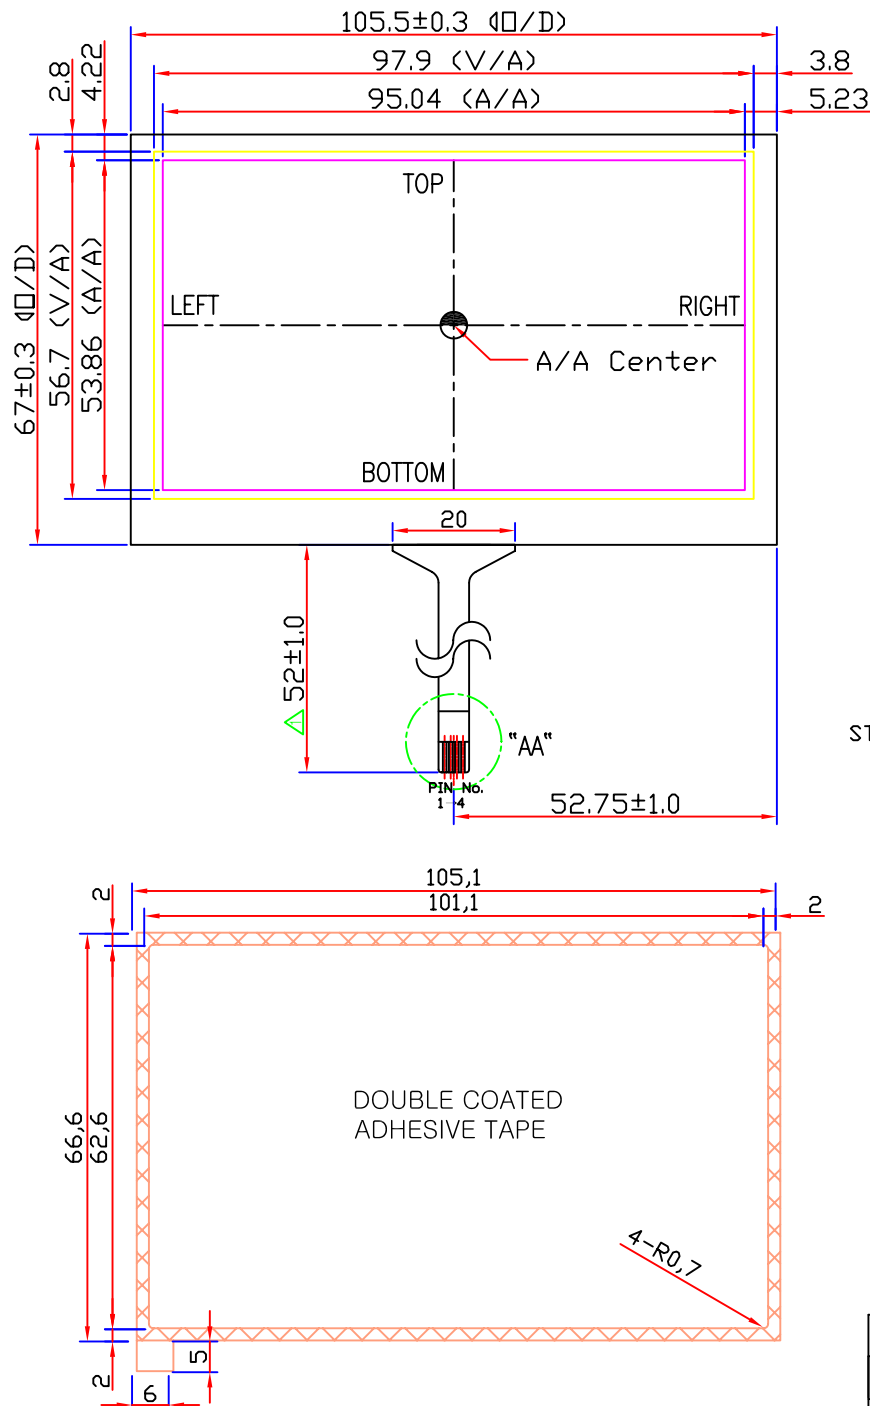 105.5±0.3 (O/D)
97.9 (V/A)
3.8
95.04 (A/A)
5.23
2.8
4.22
67±0.3 (O/D)
56.7 (V/A)
53.86 (A/A)
TOP
LEFT
RIGHT
A/A Center
BOTTOM
20
52±1.0
"AA"
ST
PIN No.
1→4
52.75±1.0
105,1
101,1
2
2
66,6
62,6
DOUBLE COATED
ADHESIVE TAPE
4-R0,7
2
5
6